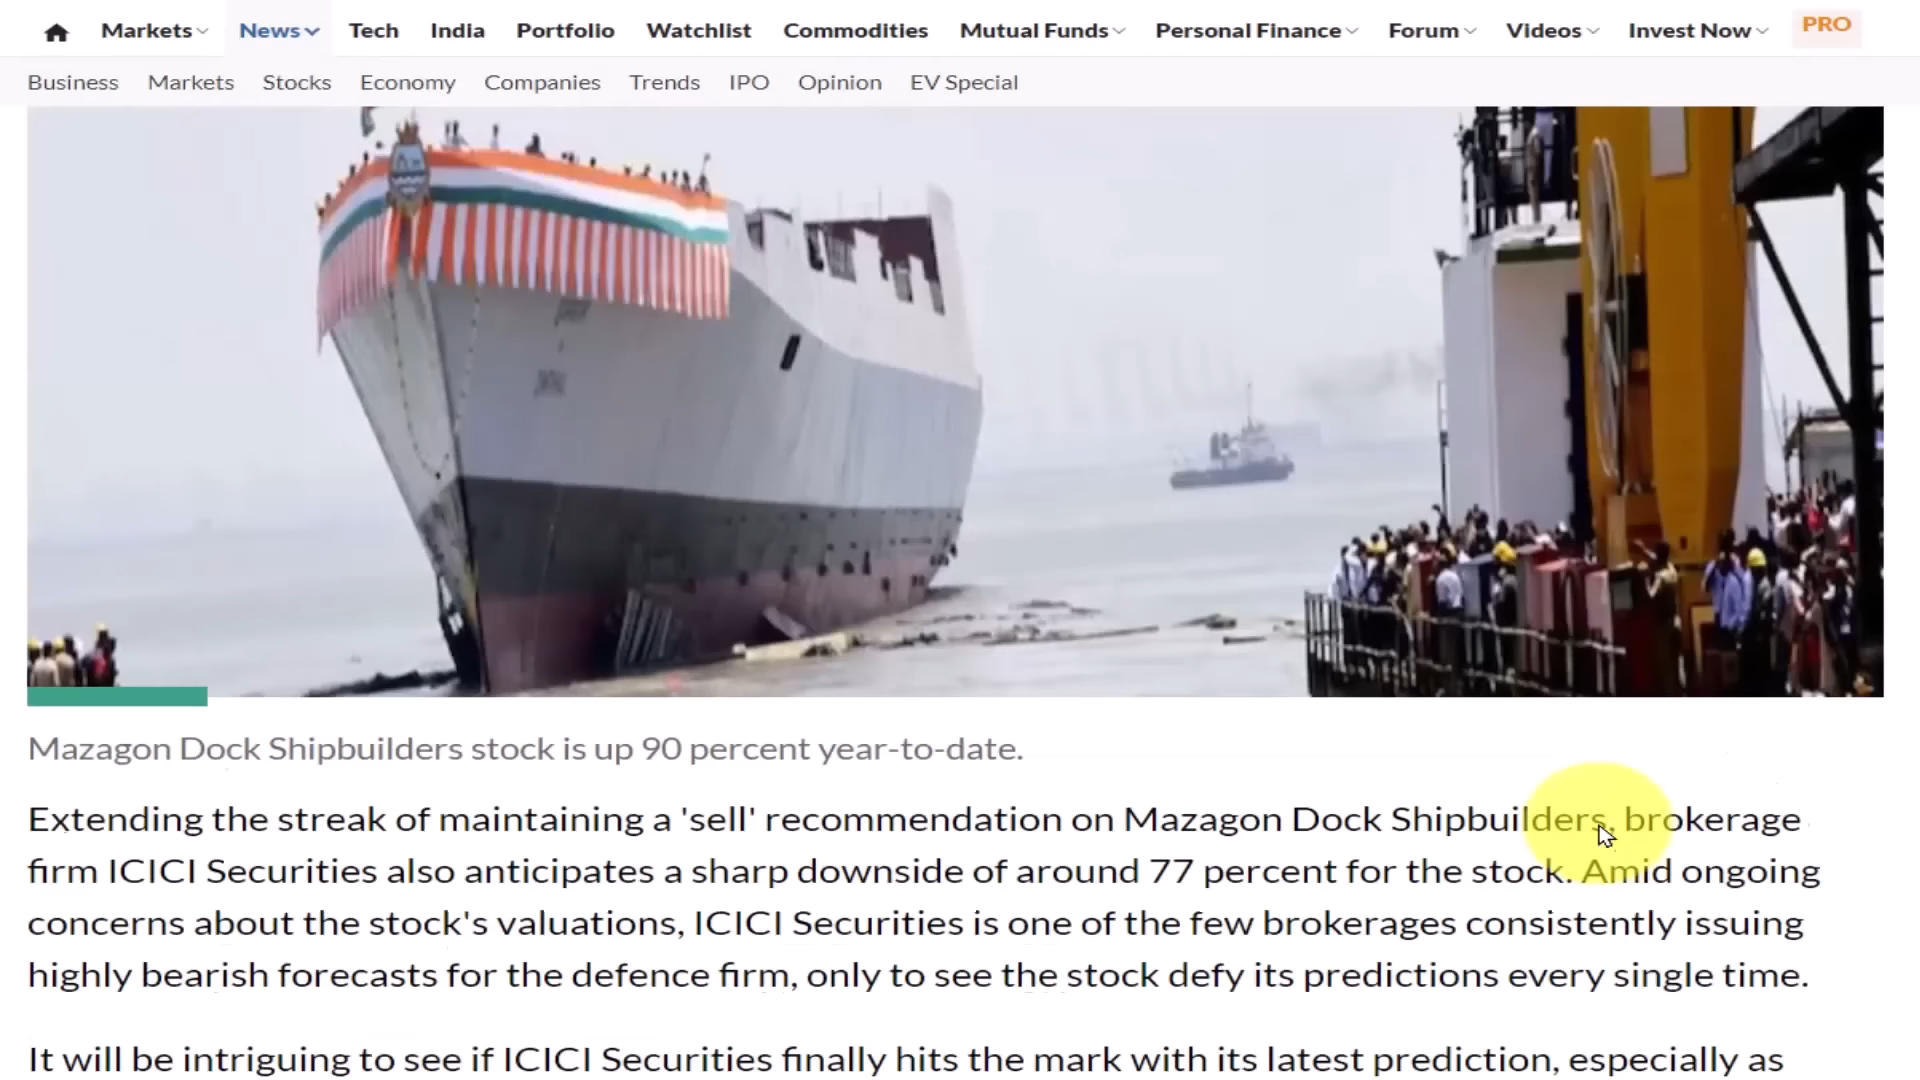 Markets News Tech India Portfolio Watchlist Commodities Mutual Funds Personal Finance Forum Videos Invest Now PRO
Business Markets Stocks Economy Companies Trends IPO Opinion EV Special
Mazagon Dock Shipbuilders stock is up 90 percent year-to-date.
Extending the streak of maintaining a 'sell' recommendation on Mazagon Dock Shipbuilders, brokerage
firm ICICI Securities also anticipates a sharp downside of around 77 percent for the stock. Amid ongoing
concerns about the stock's valuations, ICICI Securities is one of the few brokerages consistently issuing
highly bearish forecasts for the defence firm, only to see the stock defy its predictions every single time.
It will be intriguing to see if ICICI Securities finally hits the mark with its latest prediction, especially as